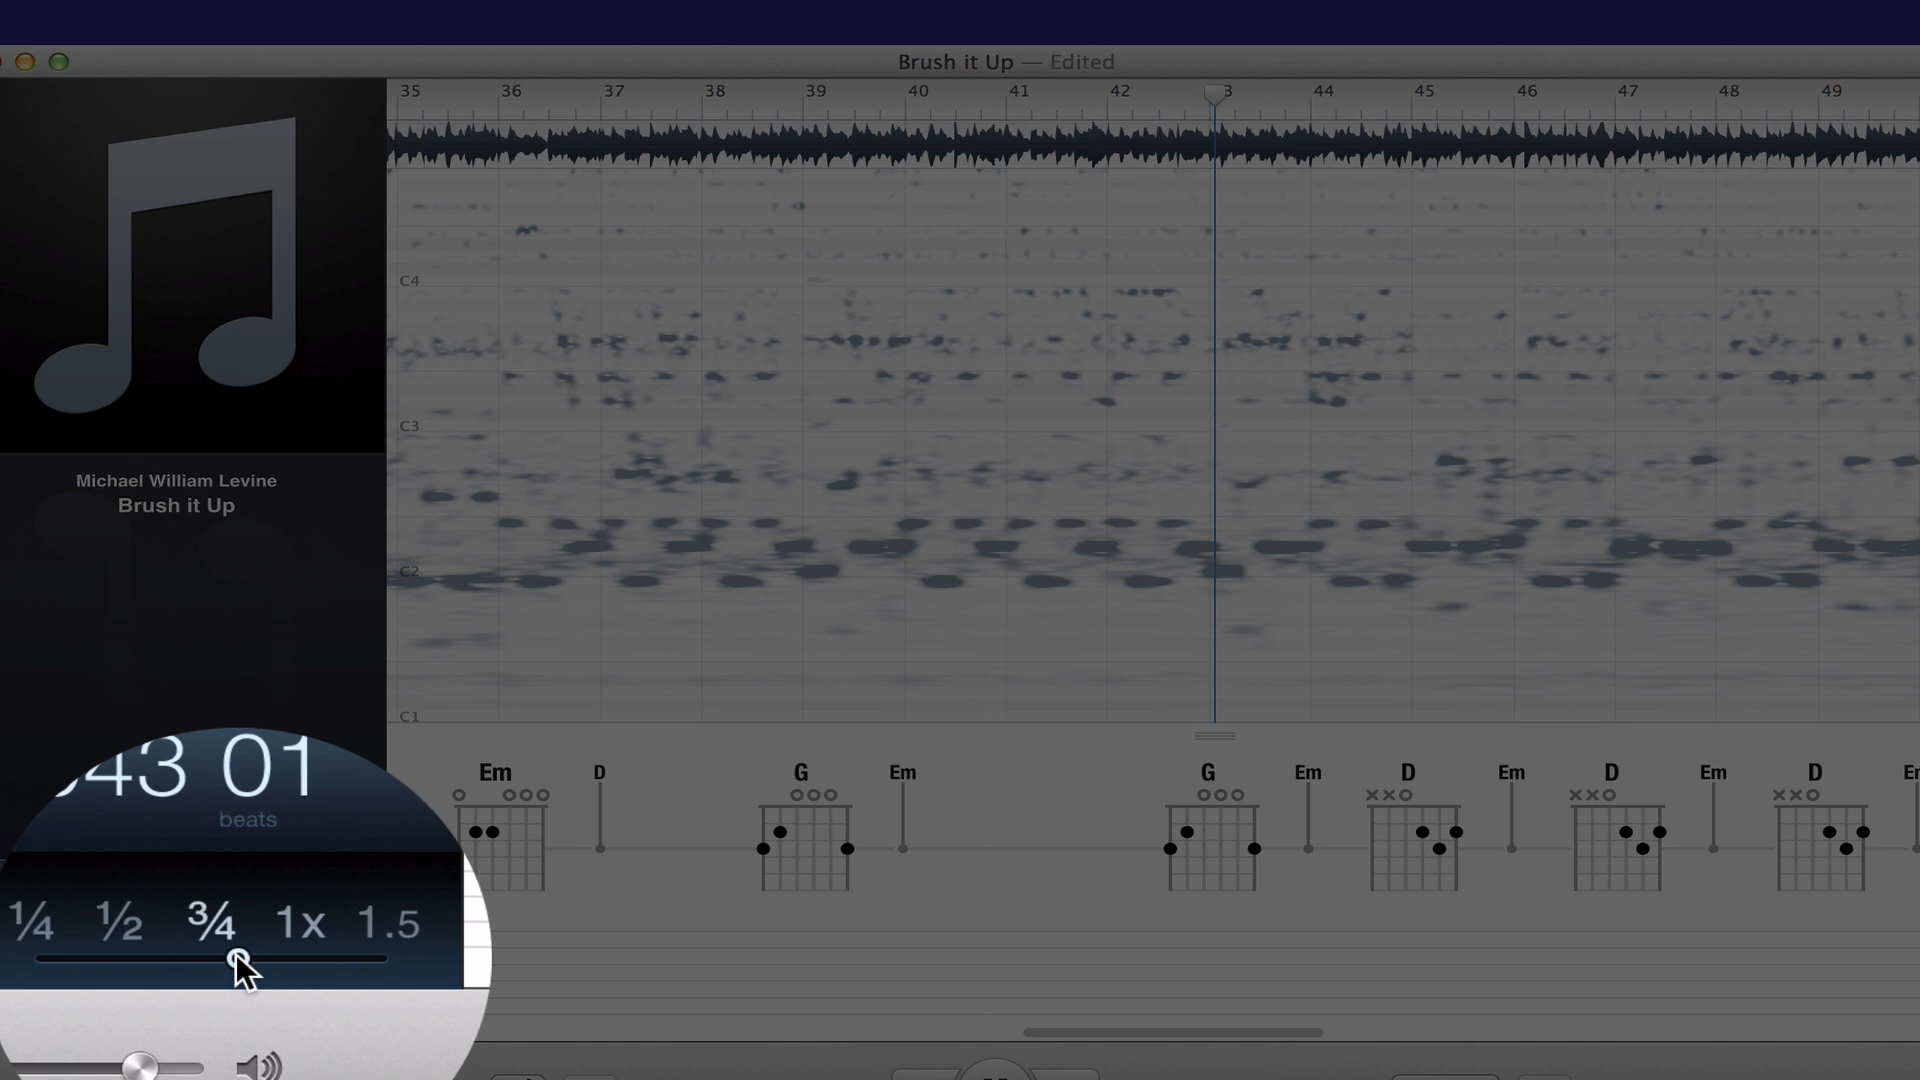 Brush it Up — Edited
35 36 37 38 39 40 41 42 3 44 45 46 47 48 49
C4
C3
C2
C1
Michael William Levine
Brush it Up
43 01
beats
¼ ½ ¾ 1x 1.5
Em D G Em G Em D Em D Em D